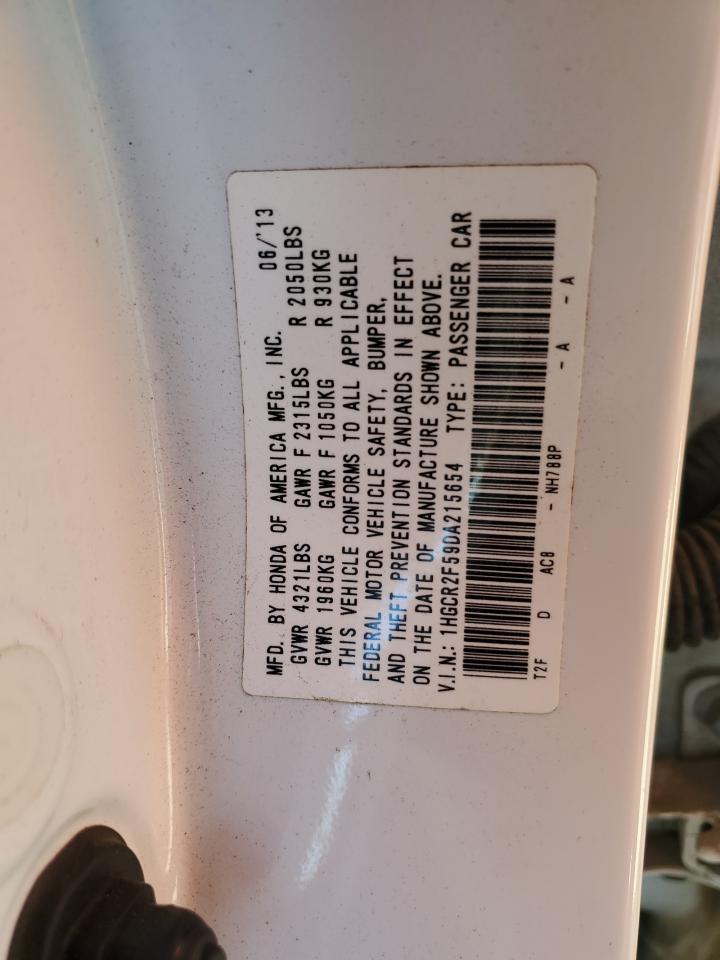 MFD. BY HONDA OF AMERICA MFG., INC. 06/'13
GVWR 4321LBS GAWR F 2315LBS R 2050LBS
GVWR 1960KG GAWR F 1050KG R 930KG
THIS VEHICLE CONFORMS TO ALL APPLICABLE
FEDERAL MOTOR VEHICLE SAFETY, BUMPER,
AND THEFT PREVENTION STANDARDS IN EFFECT
ON THE DATE OF MANUFACTURE SHOWN ABOVE.
V.I.N.: 1HGCR2F59DA215654 TYPE: PASSENGER CAR
T2F D AC8 - NH788P - A - A